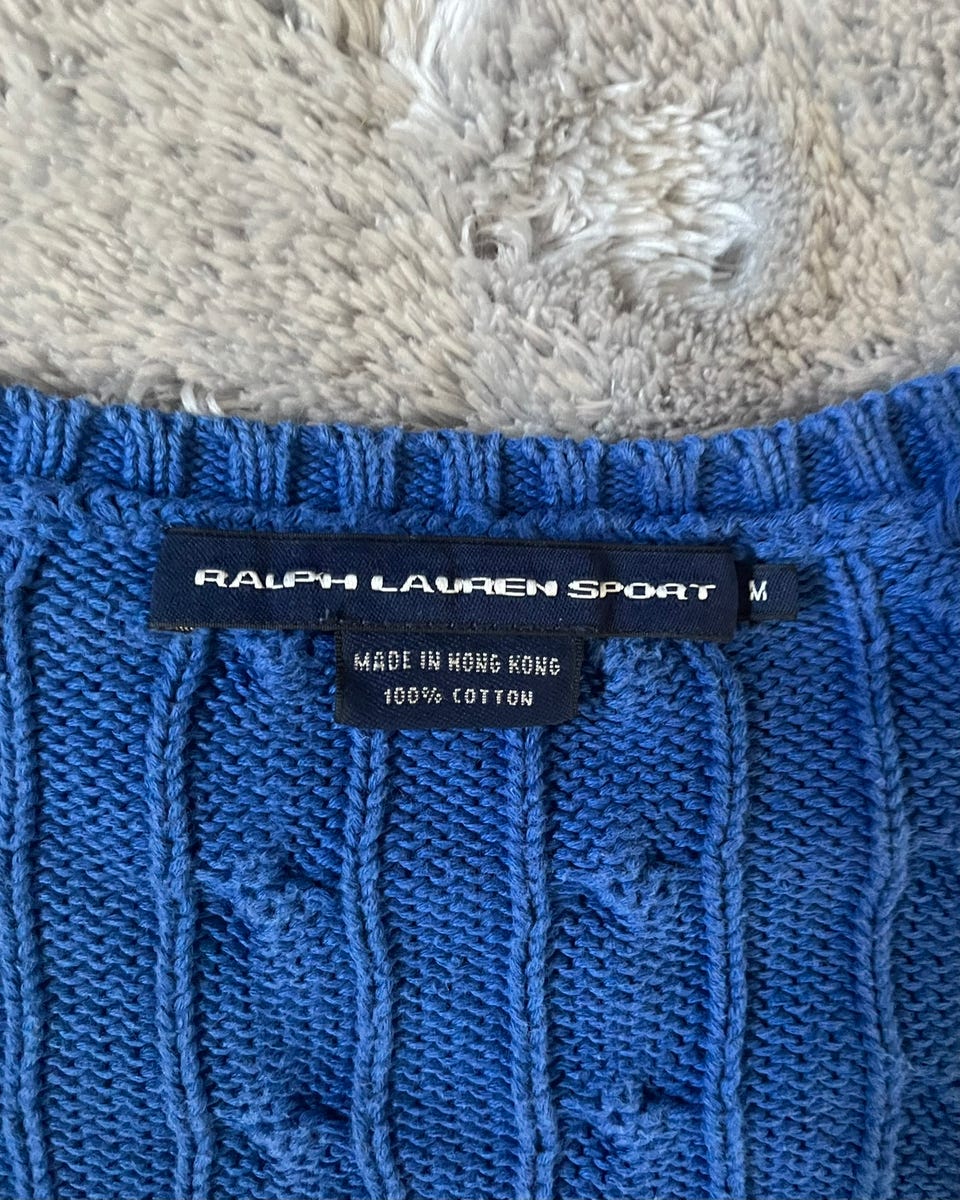 RALPH LAUREN SPORT M
MADE IN HONG KONG
100% COTTON